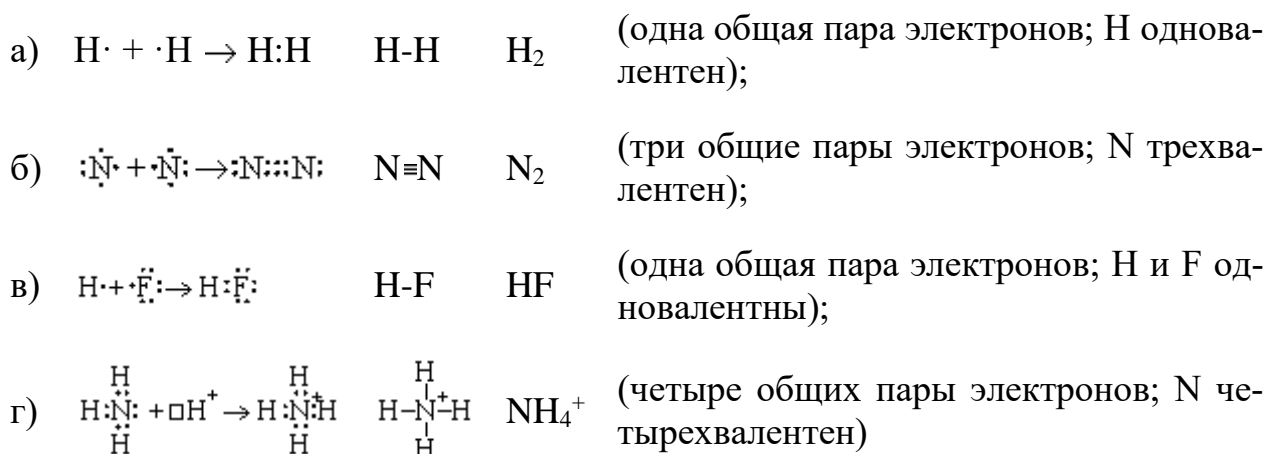 а) H· + ·H → H:H H-H H₂ (одна общая пара электронов; H однова-
лентен);
б) :N· + ·N: → :N:::N: N≡N N₂ (три общие пары электронов; N трехва-
лентен);
в) H· + ·F: → H:F: H-F HF (одна общая пара электронов; H и F од-
новалентны);
H H H
г) H:N: + □H⁺ → H:N:H⁺ H-N⁺-H NH₄⁺ (четыре общих пары электронов; N че-
тырехвалентен)
H H H